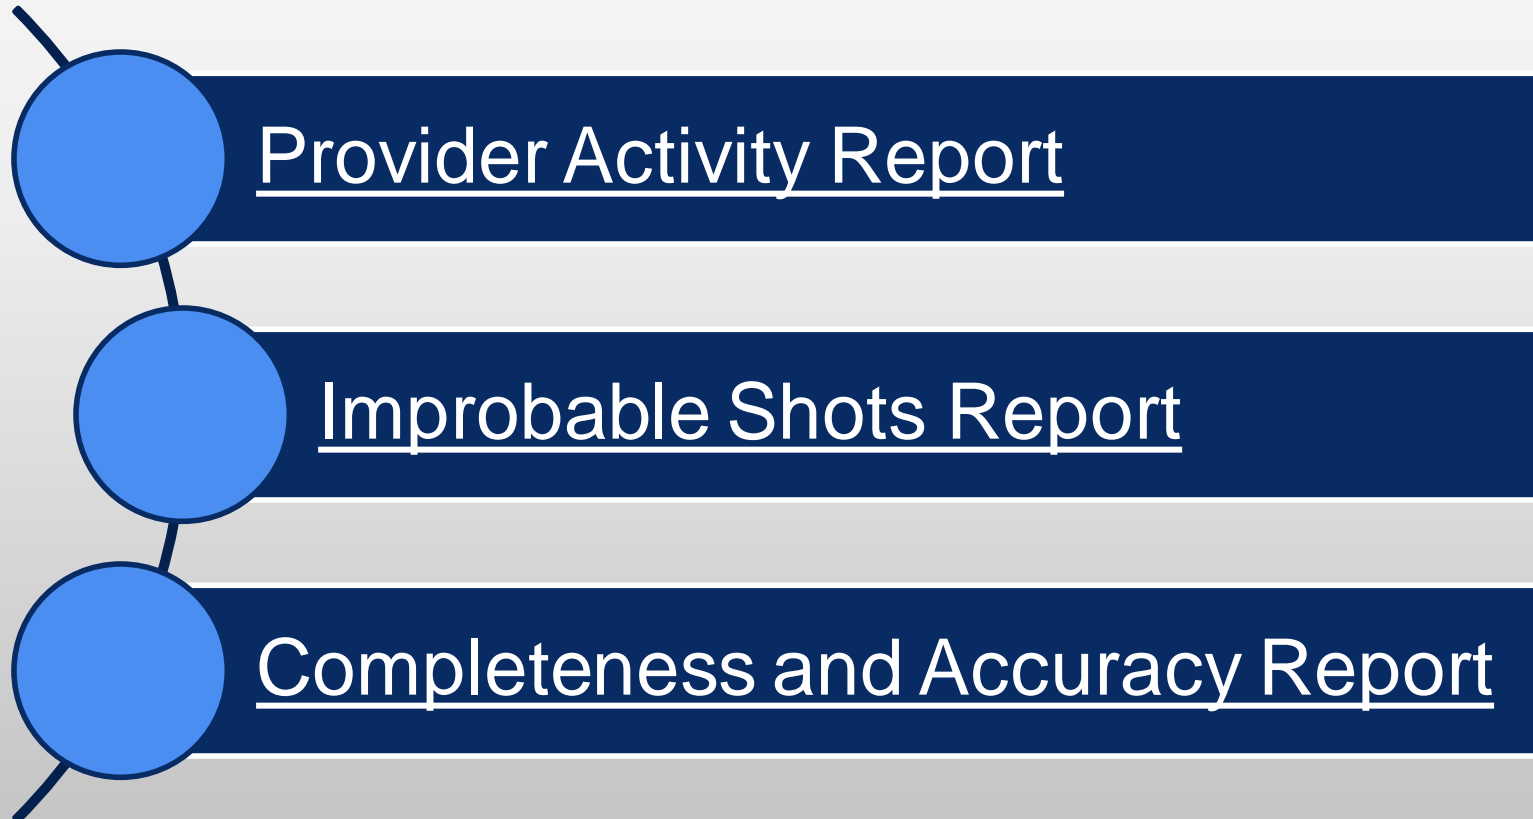 Provider Activity Report
Improbable Shots Report
Completeness and Accuracy Report